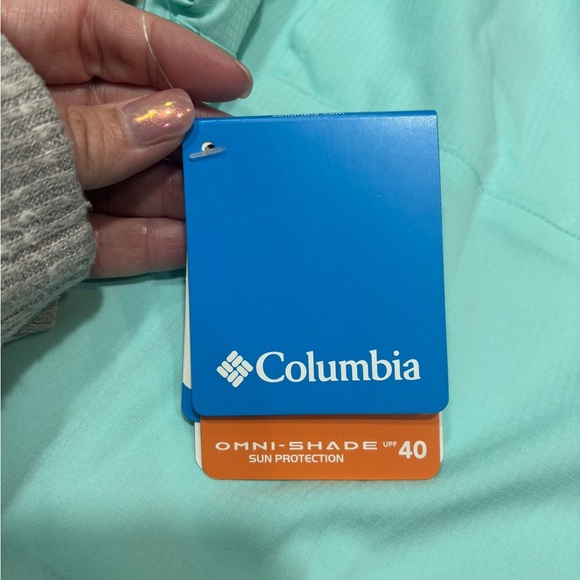 Columbia
OMNI-SHADE UPF 40
SUN PROTECTION